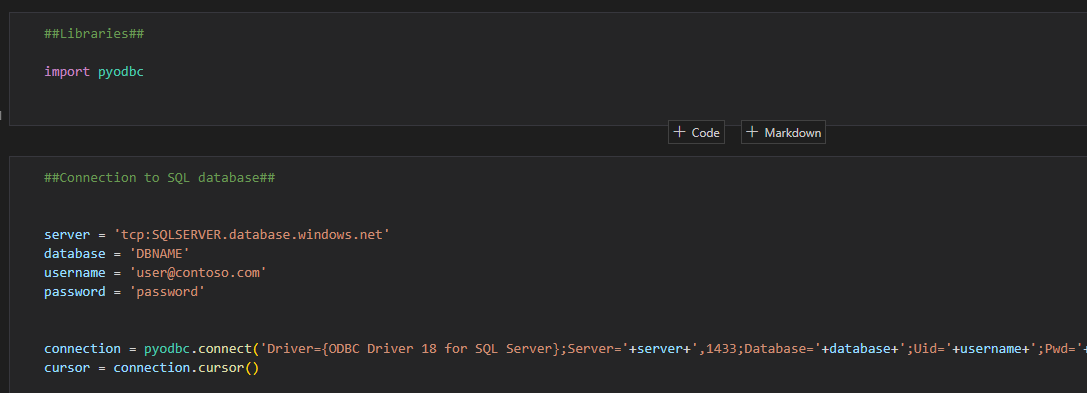 ##Libraries##
import pyodbc
+ Code + Markdown
##Connection to SQL database##
server = 'tcp:SQLSERVER.database.windows.net'
database = 'DBNAME'
username = 'user@contoso.com'
password = 'password'
connection = pyodbc.connect('Driver={ODBC Driver 18 for SQL Server};Server='+server+',1433;Database='+database+';Uid='+username+';Pwd='+
cursor = connection.cursor()